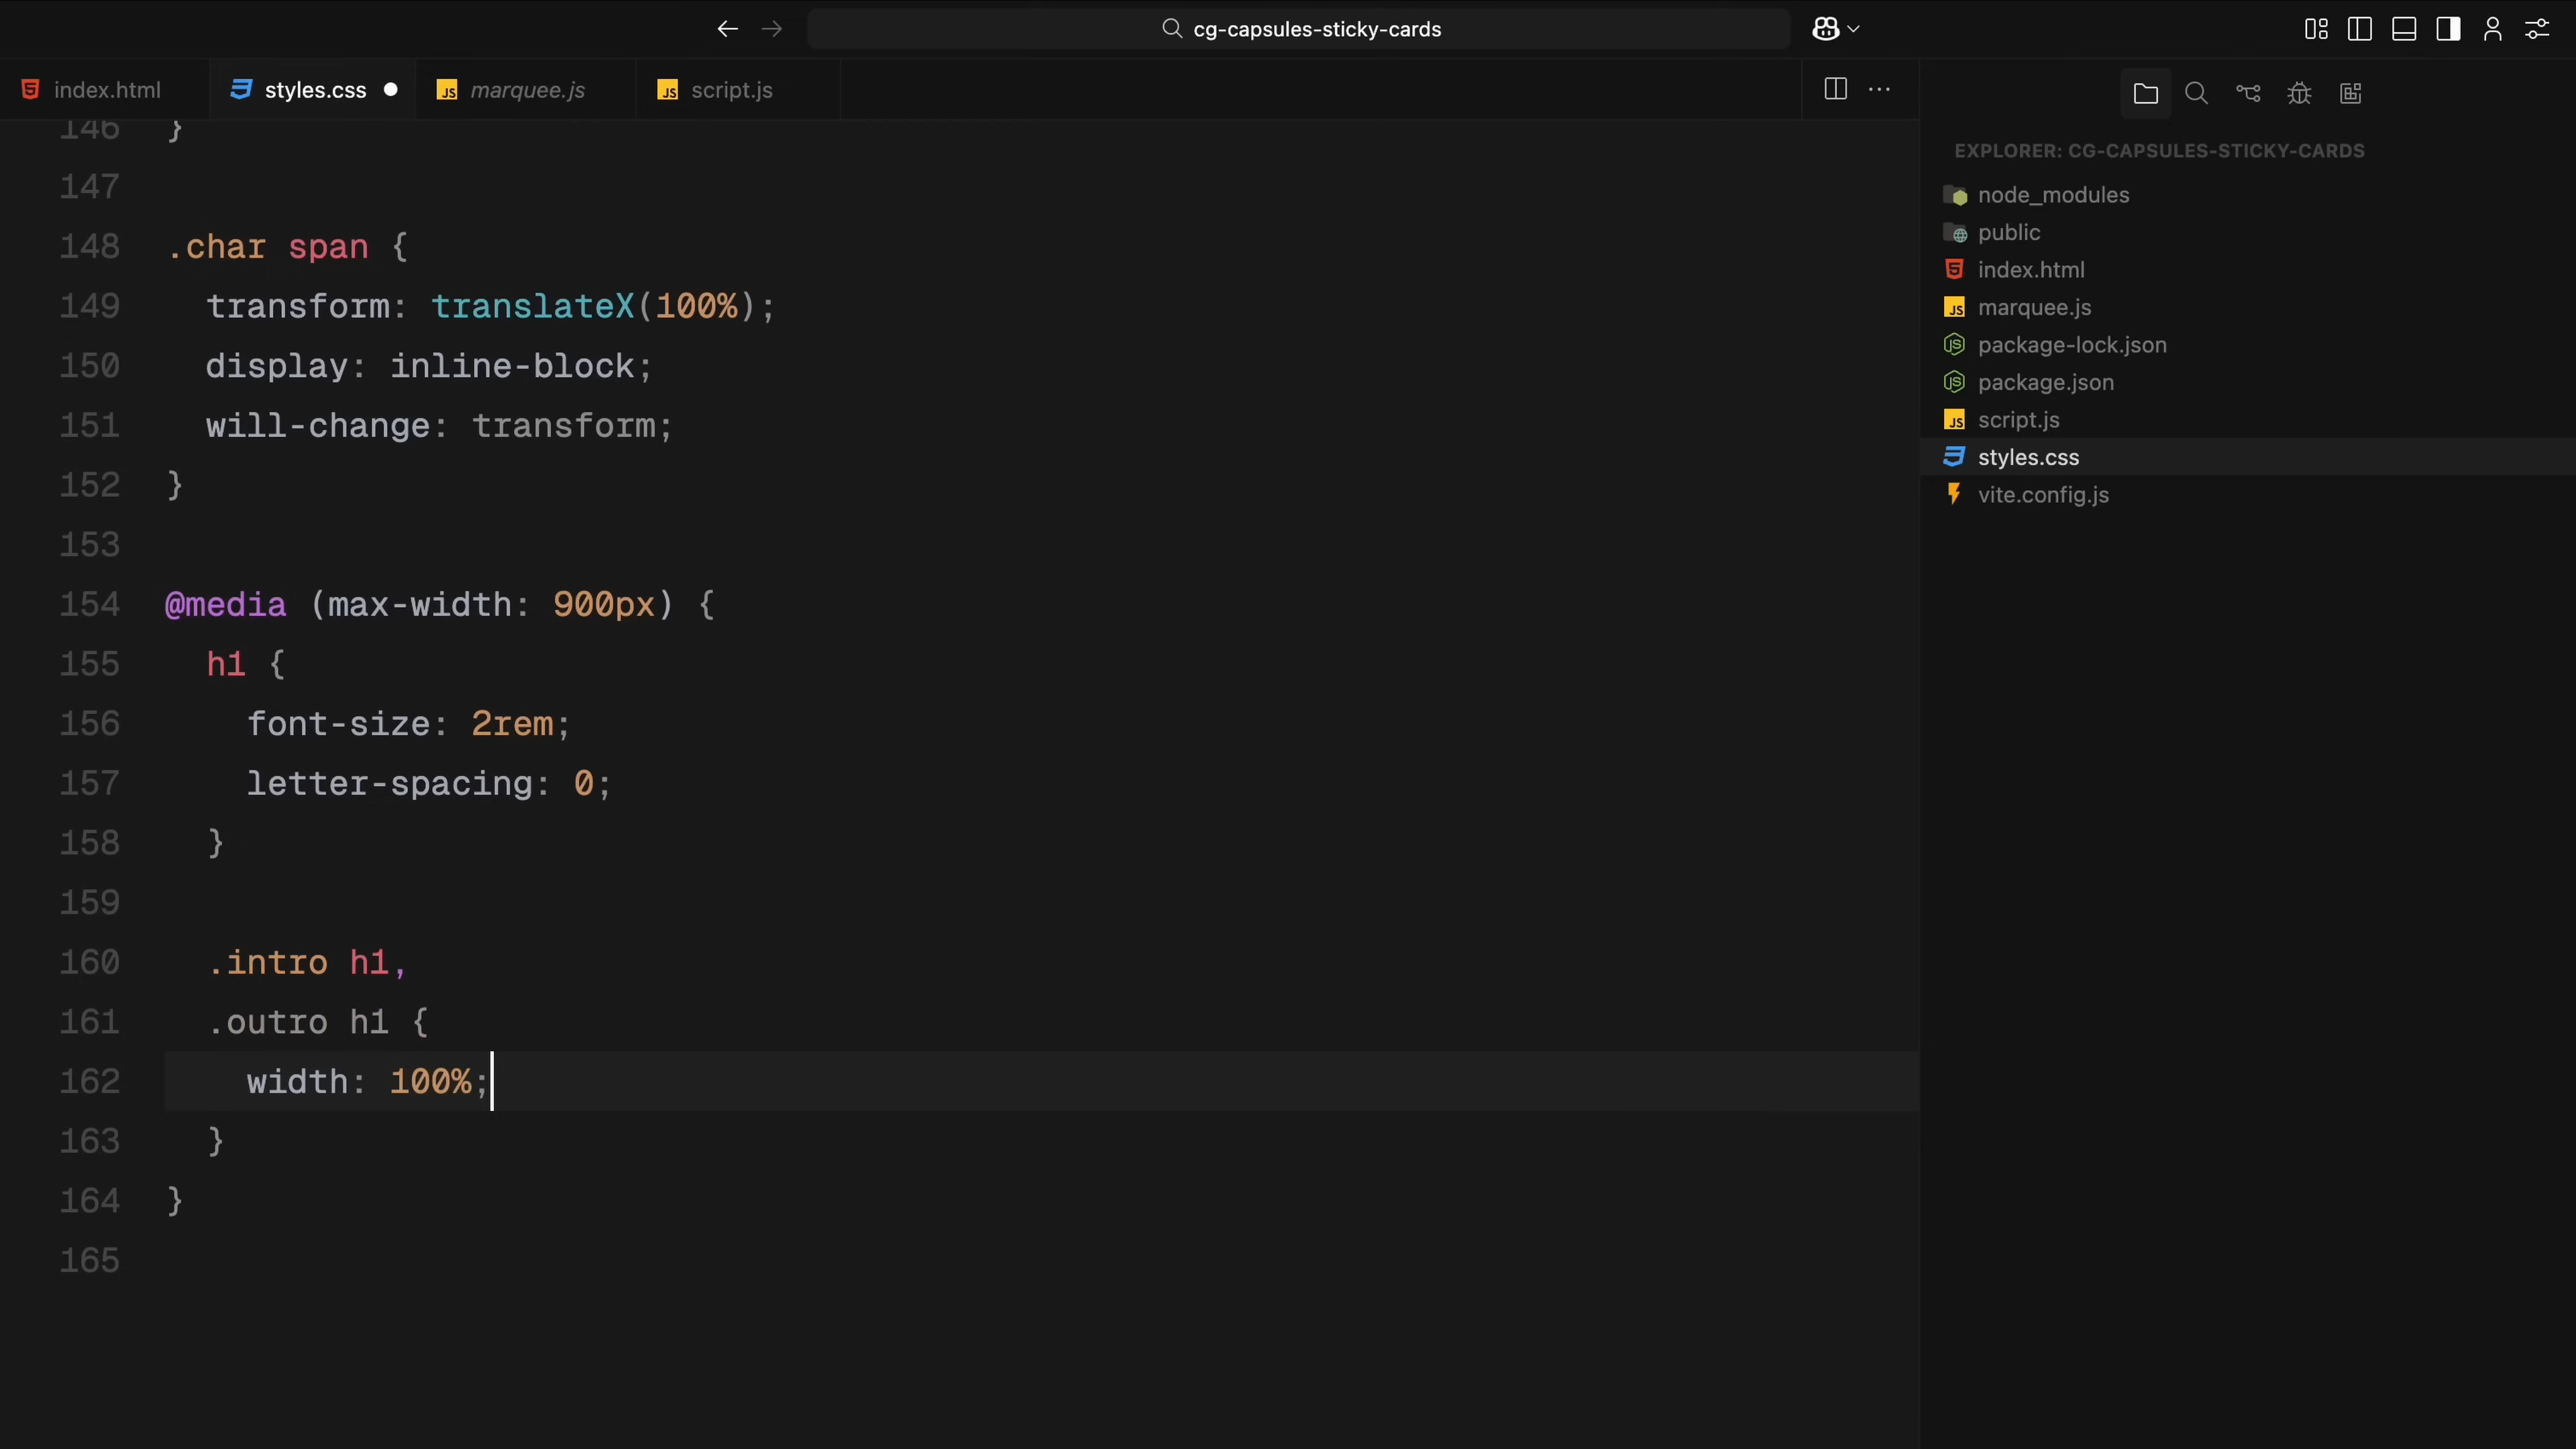 cg-capsules-sticky-cards
index.html
styles.css
marquee.js
script.js
146 }
147
148 .char span {
149 transform: translateX(100%);
150 display: inline-block;
151 will-change: transform;
152 }
153
154 @media (max-width: 900px) {
155 h1 {
156 font-size: 2rem;
157 letter-spacing: 0;
158 }
159
160 .intro h1,
161 .outro h1 {
162 width: 100%;
163 }
164 }
165
EXPLORER: CG-CAPSULES-STICKY-CARDS
node_modules
public
index.html
marquee.js
package-lock.json
package.json
script.js
styles.css
vite.config.js